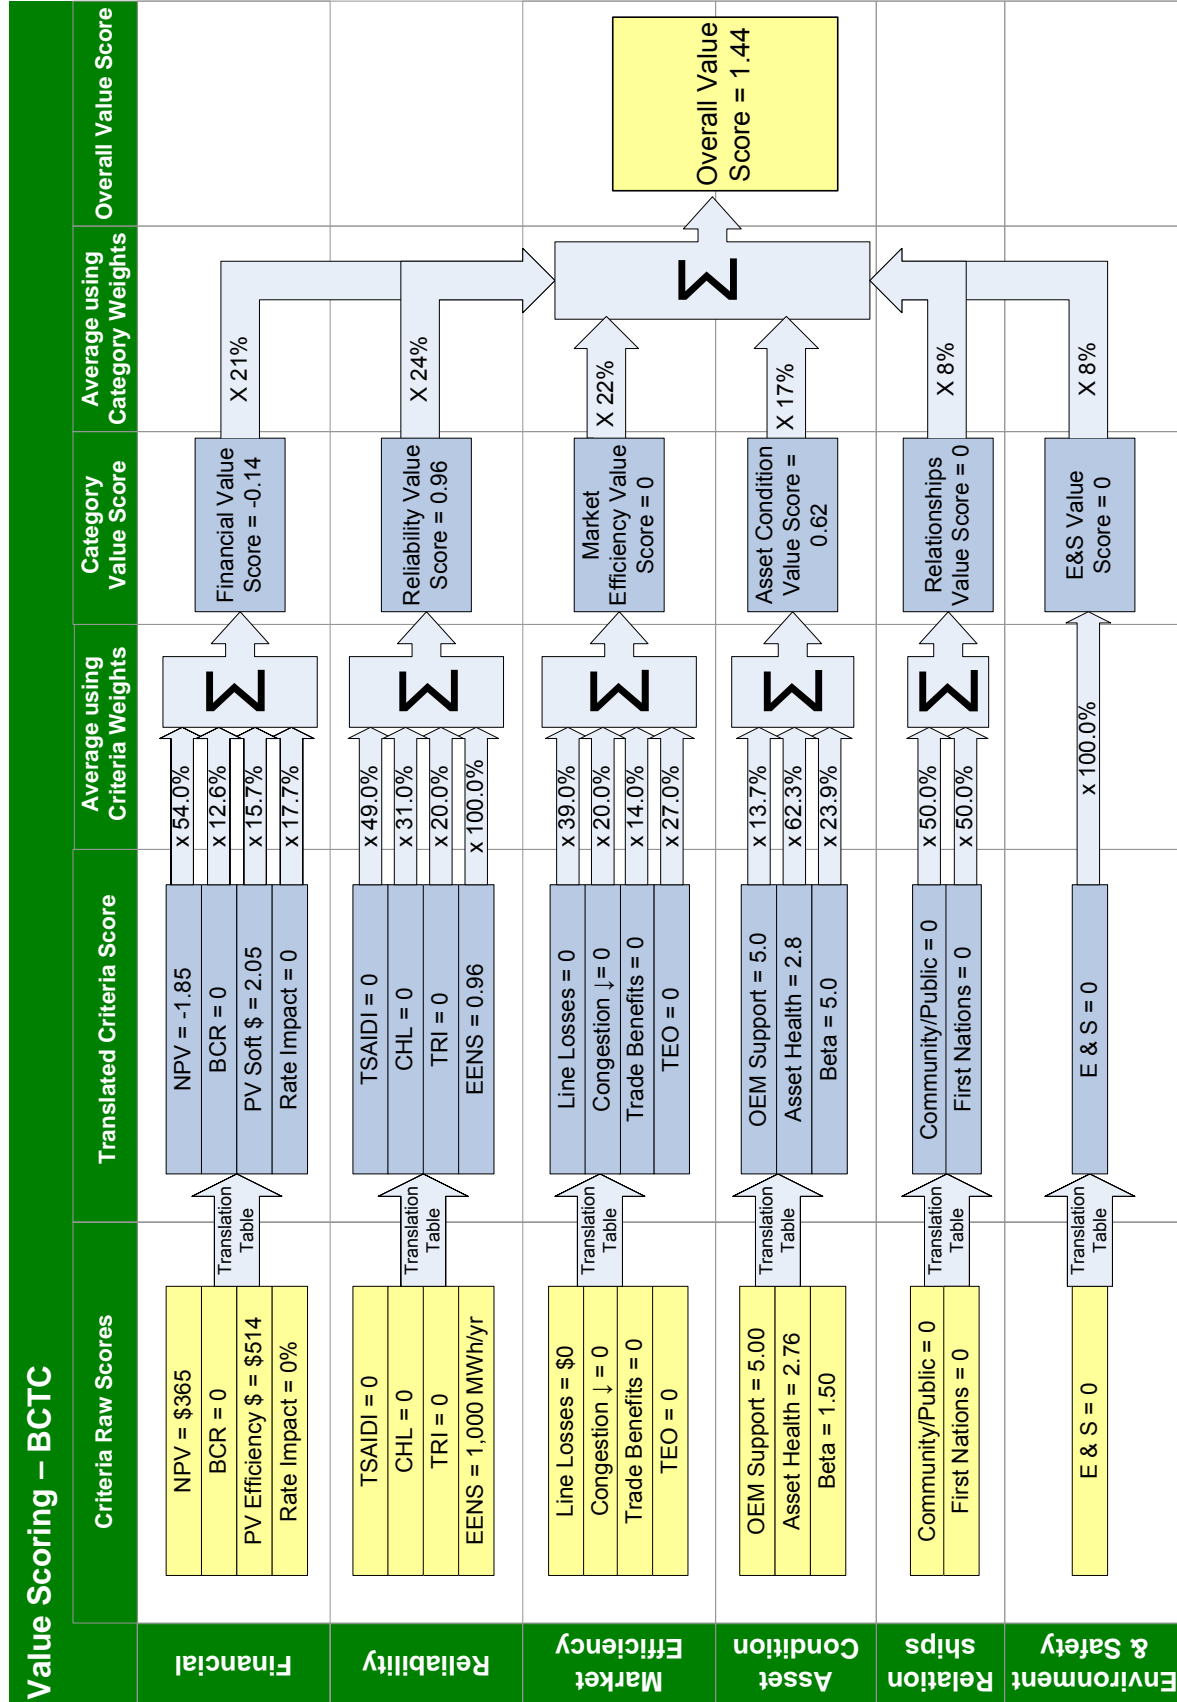 Value Scoring – BCTC
Criteria Raw Scores
Translated Criteria Score
Average using
Criteria Weights
Category
Value Score
Average using
Category Weights
Overall Value Score
Financial
NPV = $365
BCR = 0
PV Efficiency $ = $514
Rate Impact = 0%
Translation
Table
NPV = -1.85
BCR = 0
PV Soft $ = 2.05
Rate Impact = 0
x 54.0%
x 12.6%
x 15.7%
x 17.7%
Σ
Financial Value
Score = -0.14
X 21%
Reliability
TSAIDI = 0
CHL = 0
TRI = 0
EENS = 1,000 MWh/yr
Translation
Table
TSAIDI = 0
CHL = 0
TRI = 0
EENS = 0.96
x 49.0%
x 31.0%
x 20.0%
x 100.0%
Σ
Reliability Value
Score = 0.96
X 24%
Market
Efficiency
Line Losses = $0
Congestion ↓ = 0
Trade Benefits = 0
TEO = 0
Translation
Table
Line Losses = 0
Congestion ↓= 0
Trade Benefits = 0
TEO = 0
x 39.0%
x 20.0%
x 14.0%
x 27.0%
Σ
Market
Efficiency Value
Score = 0
X 22%
Asset
Condition
OEM Support = 5.00
Asset Health = 2.76
Beta = 1.50
Translation
Table
OEM Support = 5.0
Asset Health = 2.8
Beta = 5.0
x 13.7%
x 62.3%
x 23.9%
Σ
Asset Condition
Value Score =
0.62
X 17%
Relation
ships
Community/Public = 0
First Nations = 0
Translation
Table
Community/Public = 0
First Nations = 0
x 50.0%
x 50.0%
Σ
Relationships
Value Score = 0
X 8%
Environment
& Safety
E & S = 0
Translation
Table
E & S = 0
x 100.0%
E&S Value
Score = 0
X 8%
Σ
Overall Value
Score = 1.44